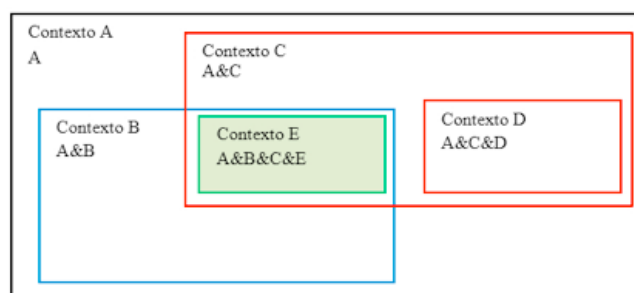 Contexto A
A
Contexto C
A&C
Contexto B
A&B
Contexto E
A&B&C&E
Contexto D
A&C&D